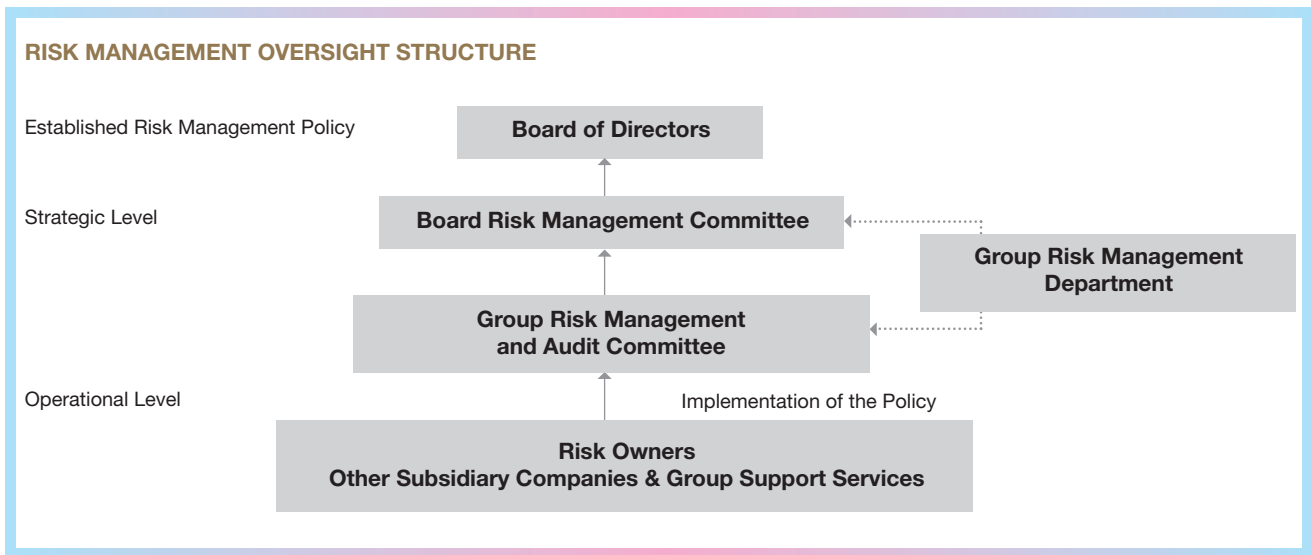 RISK MANAGEMENT OVERSIGHT STRUCTURE
Established Risk Management Policy
Board of Directors
Strategic Level
Board Risk Management Committee
Group Risk Management
Department
Group Risk Management
and Audit Committee
Operational Level
Implementation of the Policy
Risk Owners
Other Subsidiary Companies & Group Support Services